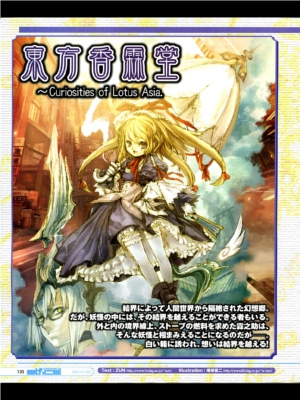 東方香霖堂
～Curiosities of Lotus Asia.
結界によって人間世界から隔絶された幻想郷。
だが、妖怪の中には、その結界を越えることができる者もいる。
外と内の境界線上、ストーブの燃料を求めた霖之助は、
そんな妖怪と相まみえることになるのだが――
白い箱に誘われ、想いは結界を越える！
Text：ZUN
Illustration：